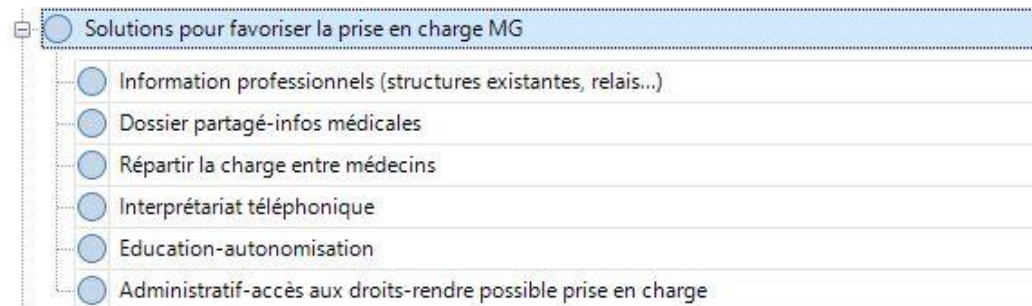 Solutions pour favoriser la prise en charge MG
Information professionnels (structures existantes, relais...)
Dossier partagé-infos médicales
Répartir la charge entre médecins
Interprétariat téléphonique
Education-autonomisation
Administratif-accès aux droits-rendre possible prise en charge